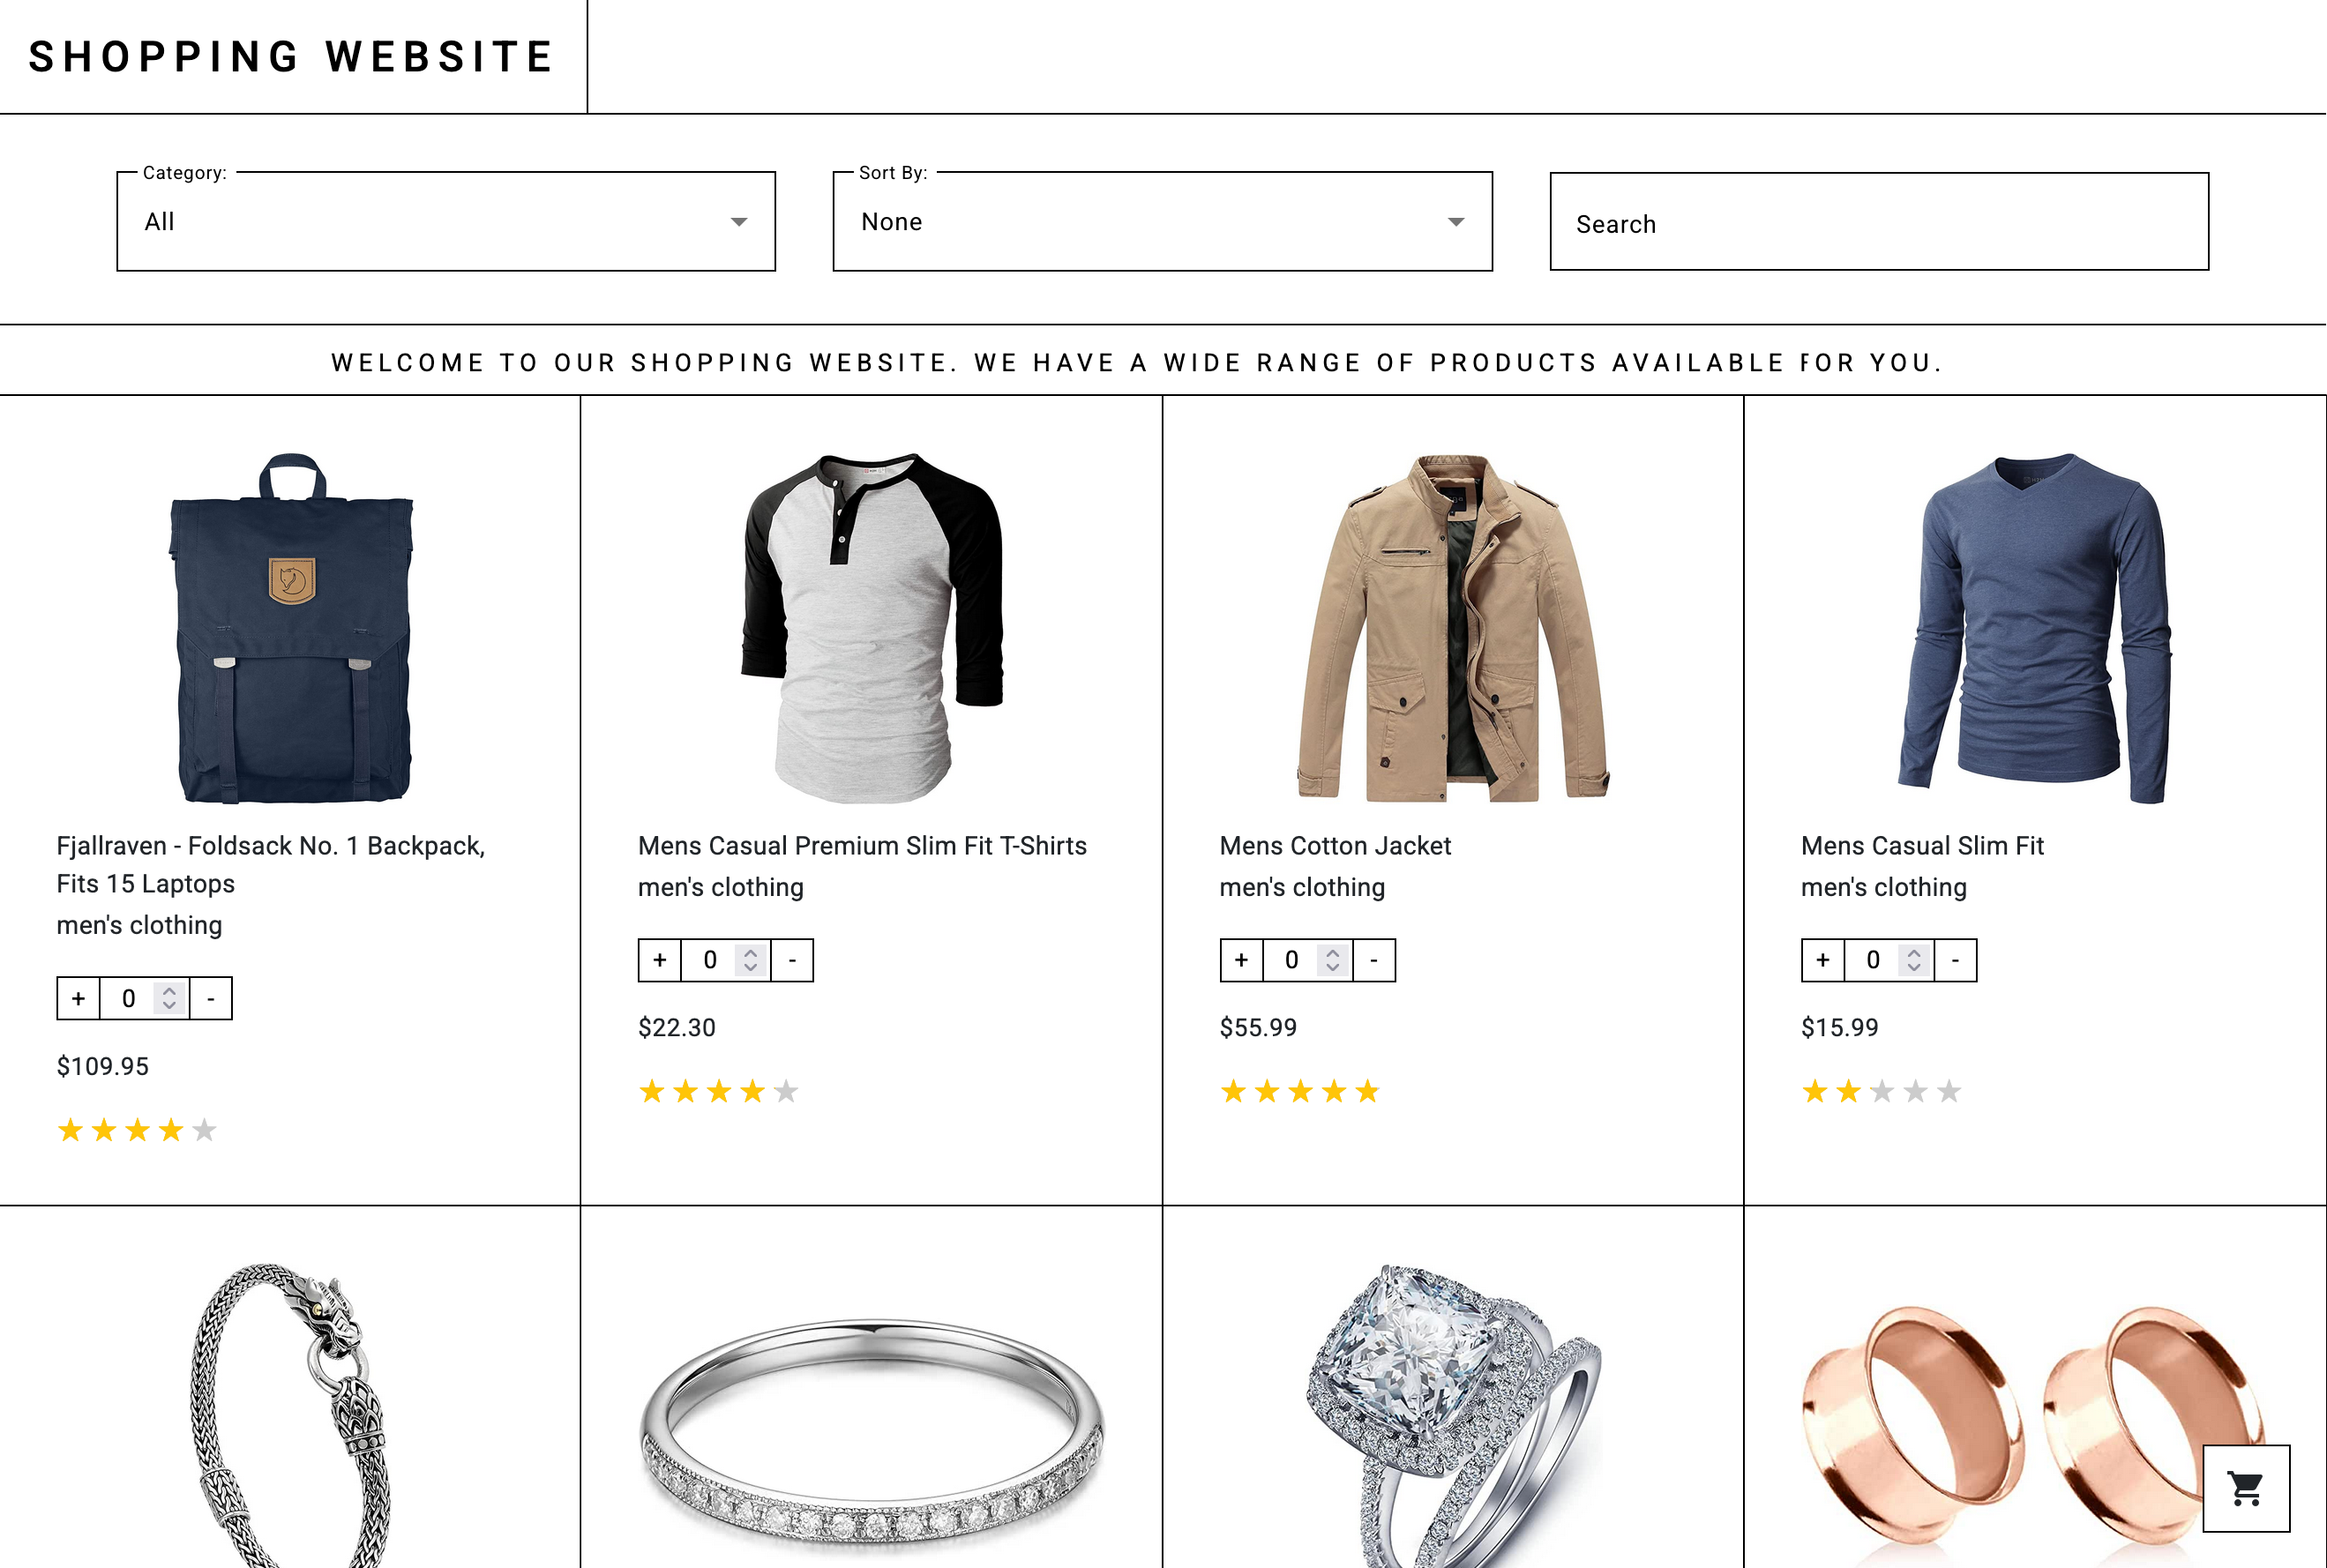 SHOPPING WEBSITE
Category:
All
Sort By:
None
Search
WELCOME TO OUR SHOPPING WEBSITE. WE HAVE A WIDE RANGE OF PRODUCTS AVAILABLE FOR YOU.
Fjallraven - Foldsack No. 1 Backpack,
Fits 15 Laptops
men's clothing
+ 0 -
$109.95
Mens Casual Premium Slim Fit T-Shirts
men's clothing
+ 0 -
$22.30
Mens Cotton Jacket
men's clothing
+ 0 -
$55.99
Mens Casual Slim Fit
men's clothing
+ 0 -
$15.99